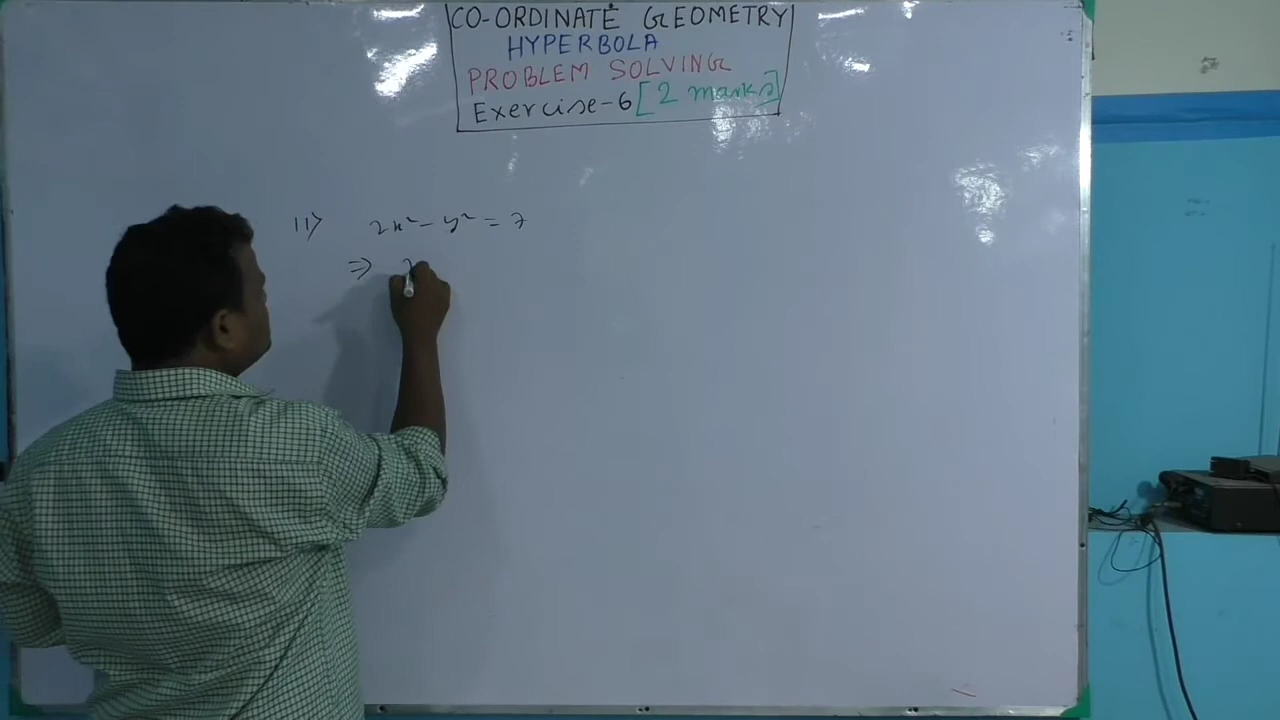 CO-ORDINATE GEOMETRY
HYPERBOLA
PROBLEM SOLVING
Exercise-6 [2 marks]
11) 2x² - y² = 7
⇒